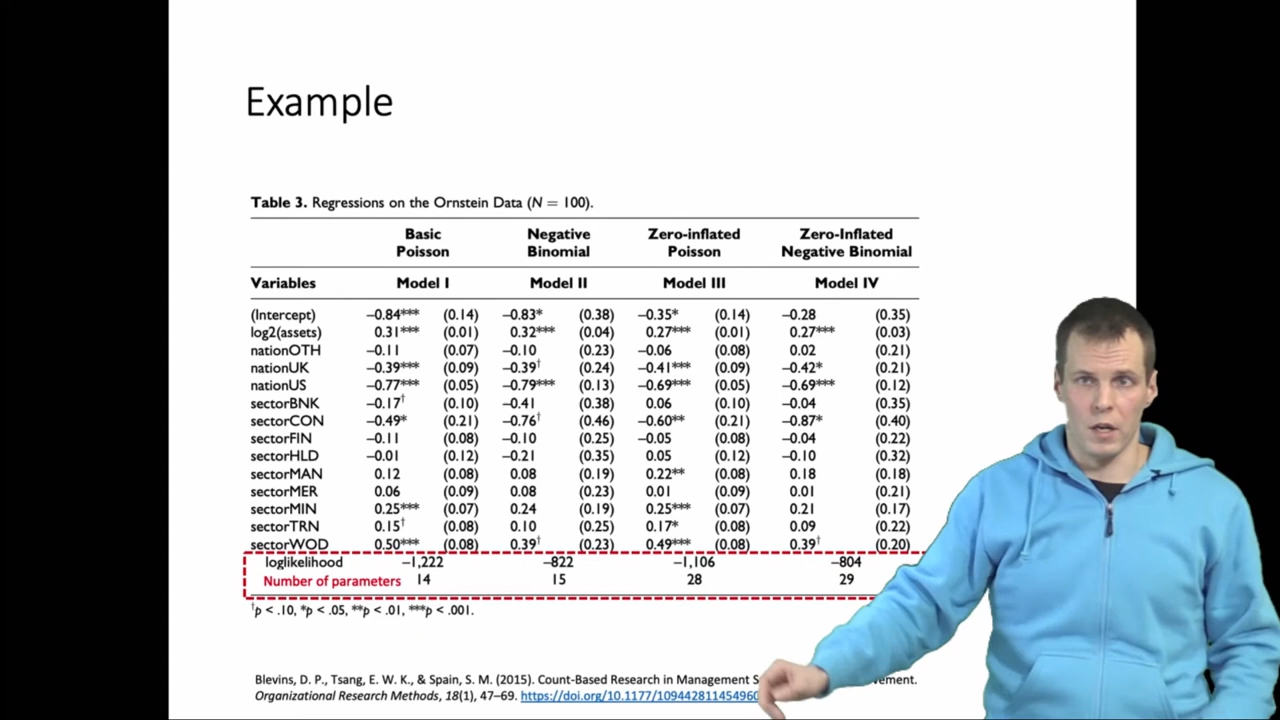 Example
Table 3. Regressions on the Ornstein Data (N = 100).
Basic Poisson Negative Binomial Zero-inflated Poisson Zero-Inflated Negative Binomial
Variables Model I Model II Model III Model IV
(Intercept) −0.84*** (0.14) −0.83* (0.38) −0.35* (0.14) −0.28 (0.35)
log2(assets) 0.31*** (0.01) 0.32*** (0.04) 0.27*** (0.01) 0.27*** (0.03)
nationOTH −0.11 (0.07) −0.10 (0.23) −0.06 (0.08) 0.02 (0.21)
nationUK −0.39*** (0.09) −0.39† (0.24) −0.41*** (0.09) −0.42* (0.21)
nationUS −0.77*** (0.05) −0.79*** (0.13) −0.69*** (0.05) −0.69*** (0.12)
sectorBNK −0.17† (0.10) −0.41 (0.38) 0.06 (0.10) −0.04 (0.35)
sectorCON −0.49* (0.21) −0.76† (0.46) −0.60** (0.21) −0.87* (0.40)
sectorFIN −0.11 (0.08) −0.10 (0.25) −0.05 (0.08) −0.04 (0.22)
sectorHLD −0.01 (0.12) −0.21 (0.35) 0.05 (0.12) −0.10 (0.32)
sectorMAN 0.12 (0.08) 0.08 (0.19) 0.22** (0.08) 0.18 (0.18)
sectorMER 0.06 (0.09) 0.08 (0.23) 0.01 (0.09) 0.01 (0.21)
sectorMIN 0.25*** (0.07) 0.24 (0.19) 0.25*** (0.07) 0.21 (0.17)
sectorTRN 0.15† (0.08) 0.10 (0.25) 0.17* (0.08) 0.09 (0.22)
sectorWOD 0.50*** (0.08) 0.39† (0.23) 0.49*** (0.08) 0.39† (0.20)
loglikelihood −1,222 −822 −1,106 −804
Number of parameters 14 15 28 29
†p < .10, *p < .05, **p < .01, ***p < .001.
Blevins, D. P., Tsang, E. W. K., & Spain, S. M. (2015). Count-Based Research in Management
Organizational Research Methods, 18(1), 47–69. https://doi.org/10.1177/109442811454960